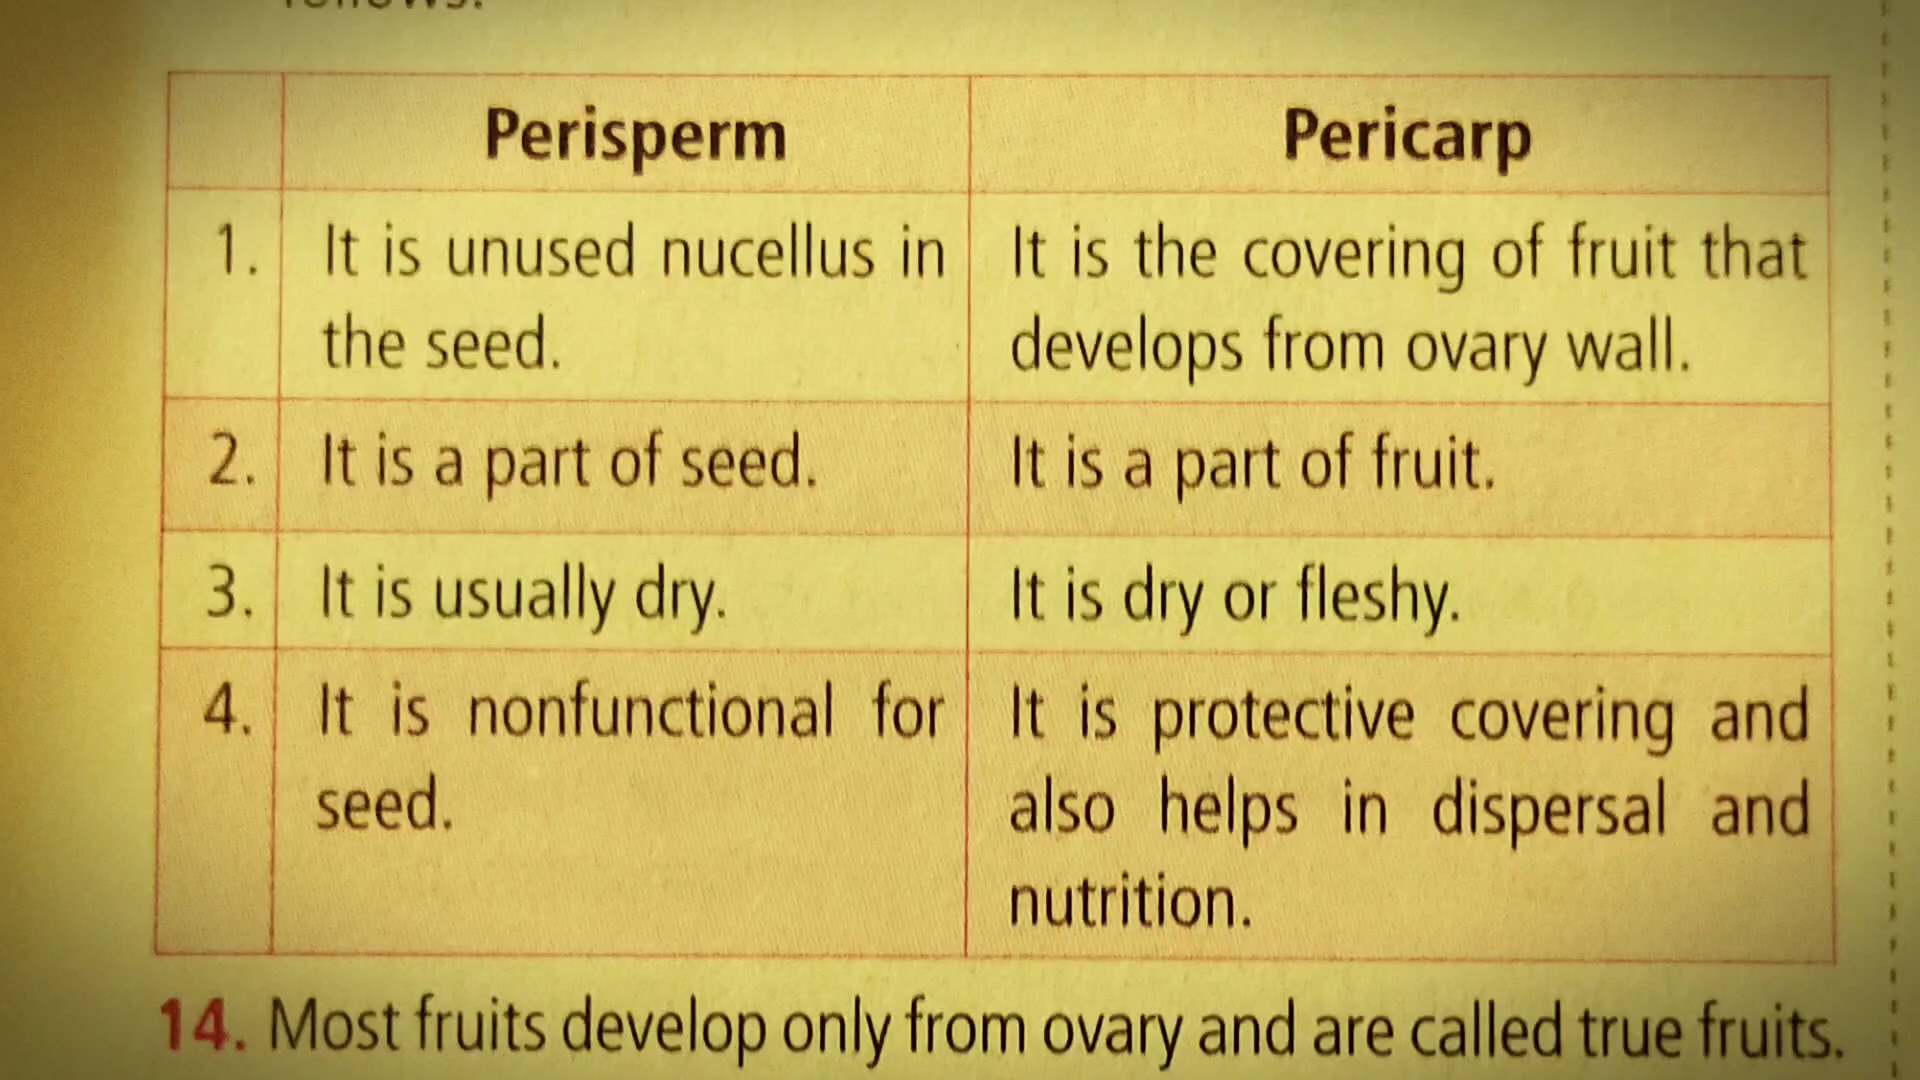 follows:
Perisperm Pericarp
1. It is unused nucellus in
the seed.
It is the covering of fruit that
develops from ovary wall.
2. It is a part of seed.
It is a part of fruit.
3. It is usually dry.
It is dry or fleshy.
4. It is nonfunctional for
seed.
It is protective covering and
also helps in dispersal and
nutrition.
14. Most fruits develop only from ovary and are called true fruits.